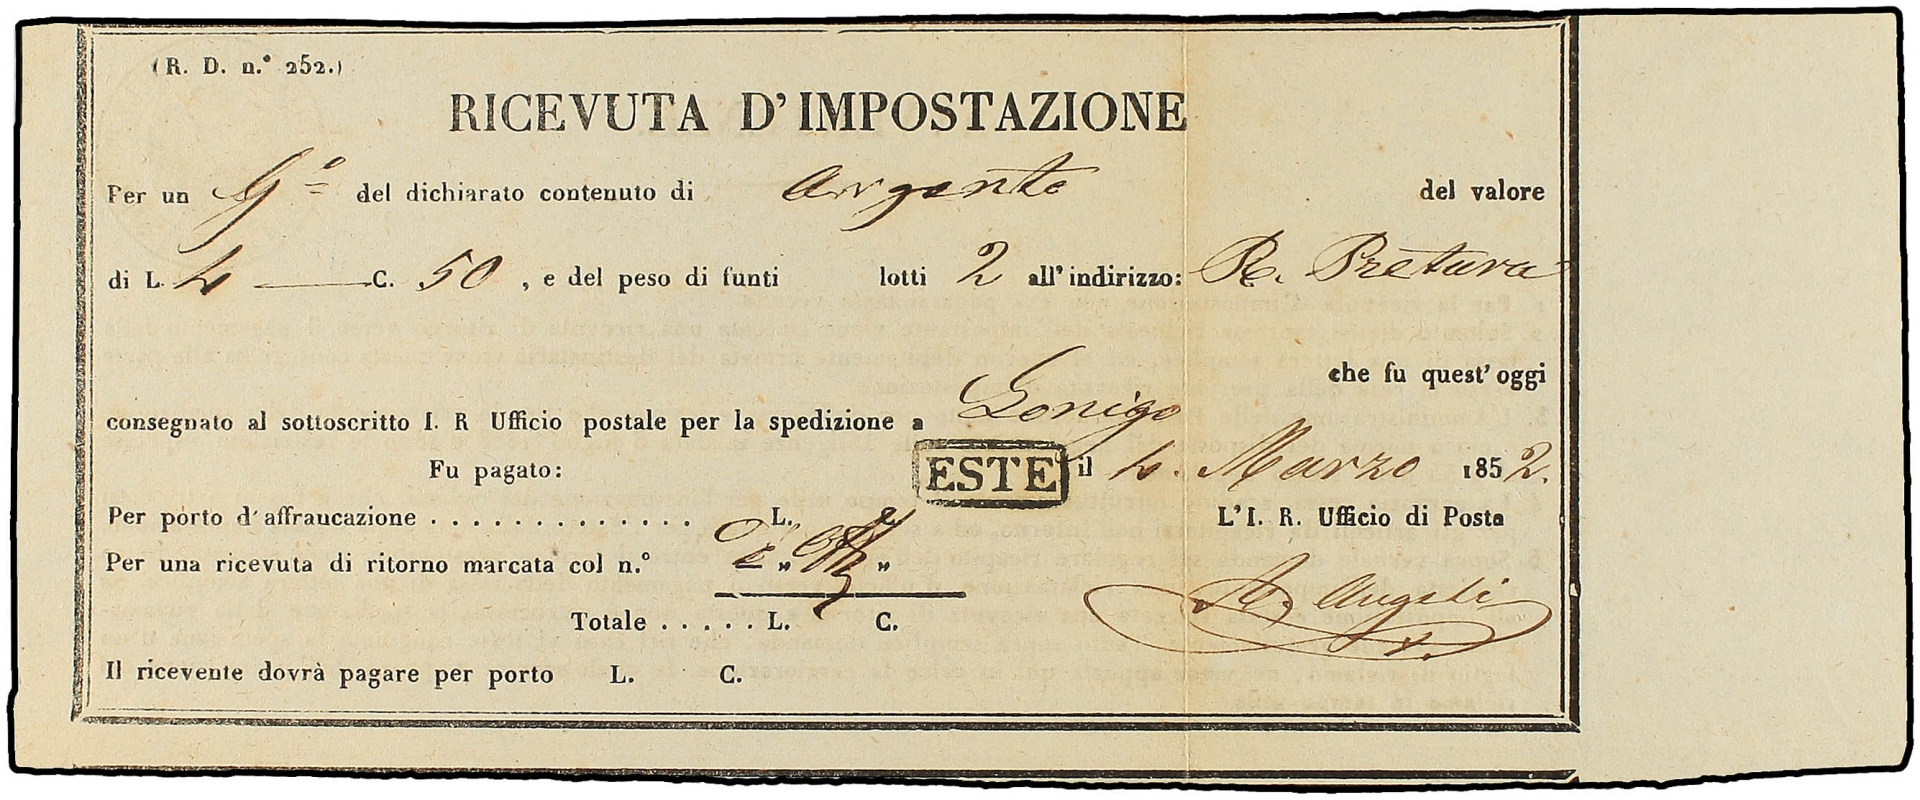 (R. D. n.° 252.)
RICEVUTA D'IMPOSTAZIONE
Per un G.° del dichiarato contenuto di Argento del valore
di L. 4 — C. 50 , e del peso di funti lotti 2 all'indirizzo: R. Pretura
che fu quest'oggi
consegnato al sottoscritto I. R Ufficio postale per la spedizione a Lonigo
Fu pagato: ESTE il 4. Marzo 1852.
Per porto d'affrancazione . . . . . . . . . . . . . L. c. L'I. R. Ufficio di Posta
Per una ricevuta di ritorno marcata col n.° „ „
Totale . . . . . L. C.
Il ricevente dovrà pagare per porto L. C.